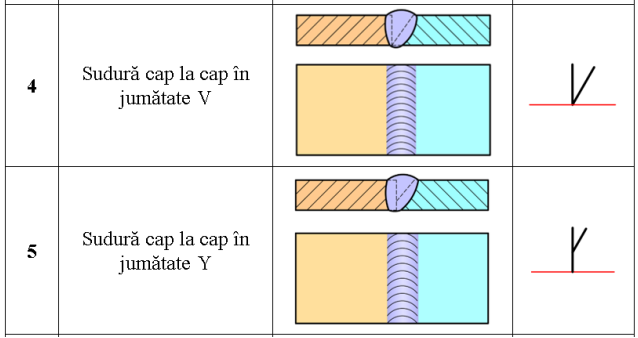 4
Sudură cap la cap în
jumătate V
5
Sudură cap la cap în
jumătate Y